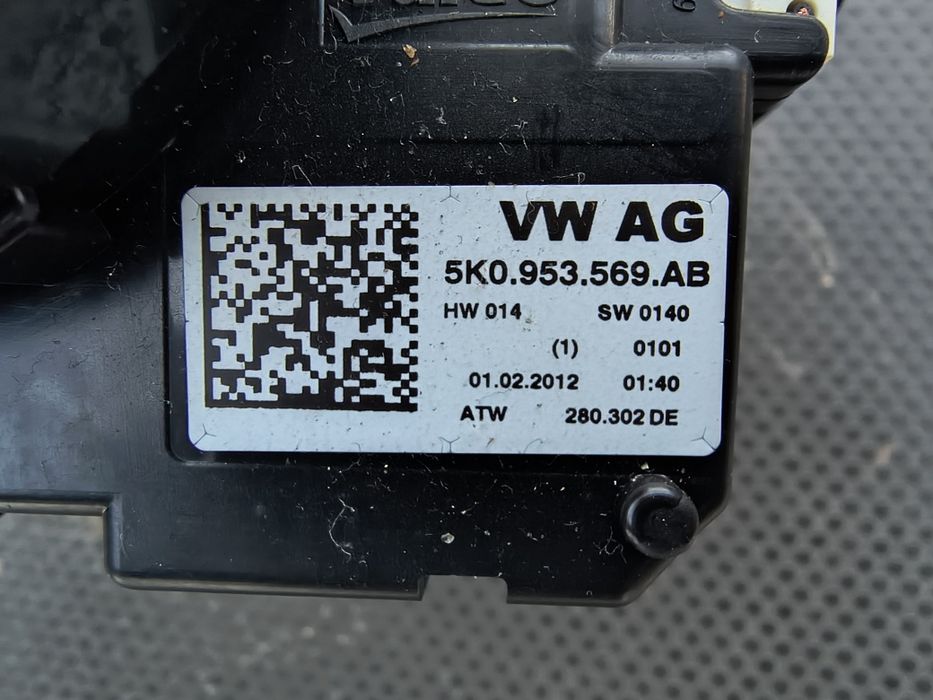 VW AG
5K0.953.569.AB
HW 014 SW 0140
(1) 0101
01.02.2012 01:40
ATW 280.302 DE